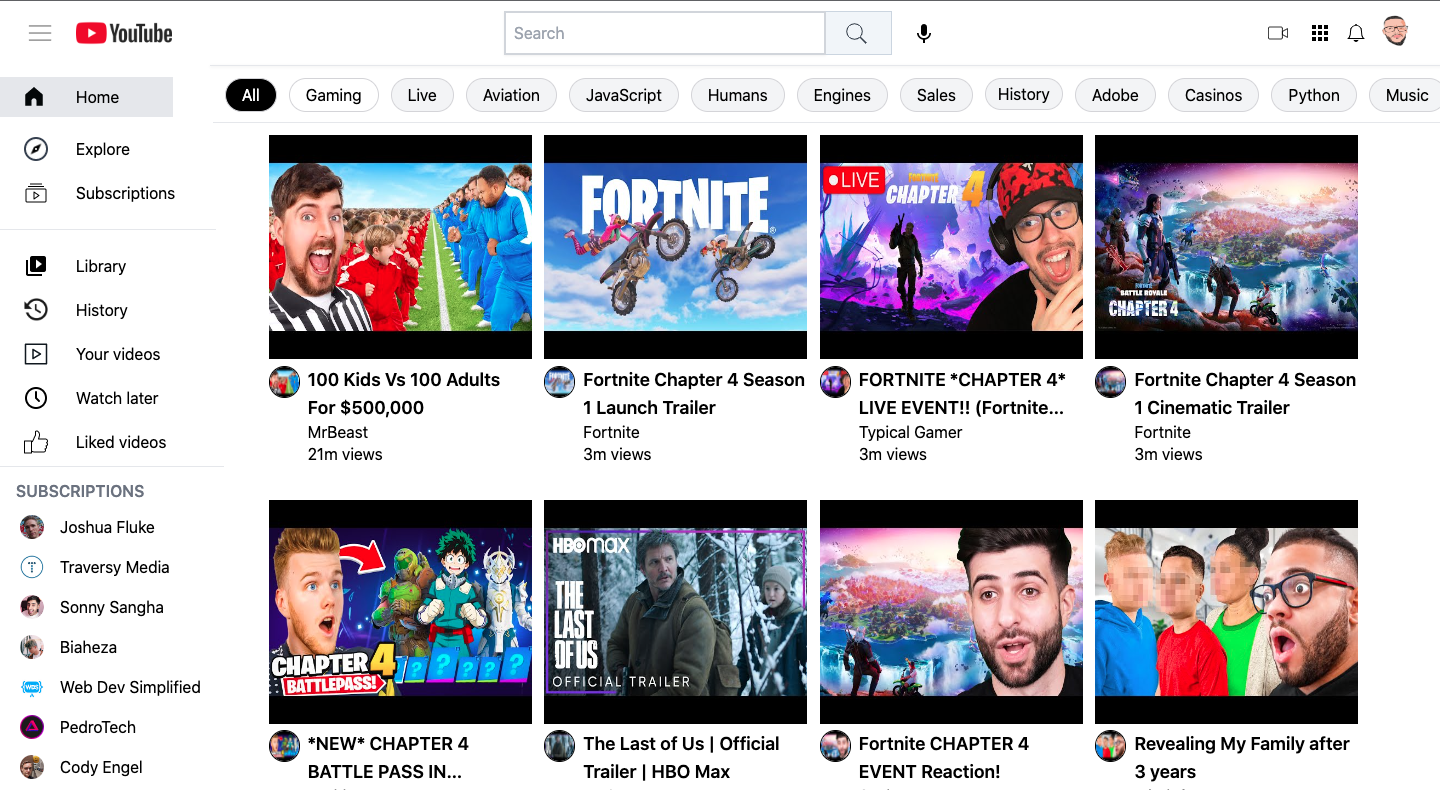 YouTube
Search
Home
Explore
Subscriptions
Library
History
Your videos
Watch later
Liked videos
SUBSCRIPTIONS
Joshua Fluke
Traversy Media
Sonny Sangha
Biaheza
Web Dev Simplified
PedroTech
Cody Engel
All
Gaming
Live
Aviation
JavaScript
Humans
Engines
Sales
History
Adobe
Casinos
Python
Music
100 Kids Vs 100 Adults
For $500,000
MrBeast
21m views
FORTNITE
Fortnite Chapter 4 Season
1 Launch Trailer
Fortnite
3m views
LIVE
FORTNITE
CHAPTER 4
FORTNITE *CHAPTER 4*
LIVE EVENT!! (Fortnite...
Typical Gamer
3m views
FORTNITE
BATTLE ROYALE
CHAPTER 4
Fortnite Chapter 4 Season
1 Cinematic Trailer
Fortnite
3m views
CHAPTER 4
BATTLEPASS!
? ? ? ? ?
*NEW* CHAPTER 4
BATTLE PASS IN...
HBOMAX
THE
LAST
OF US
OFFICIAL TRAILER
The Last of Us | Official
Trailer | HBO Max
Fortnite CHAPTER 4
EVENT Reaction!
Revealing My Family after
3 years